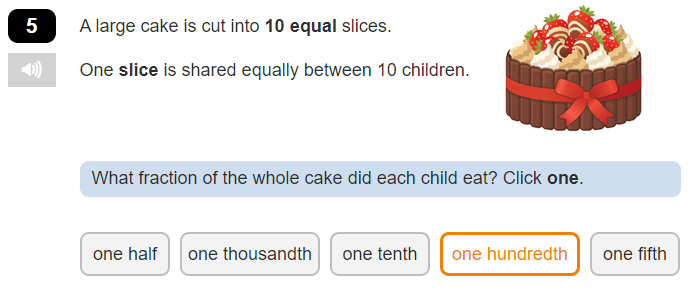 5
A large cake is cut into 10 equal slices.
One slice is shared equally between 10 children.
What fraction of the whole cake did each child eat? Click one.
one half
one thousandth
one tenth
one hundredth
one fifth